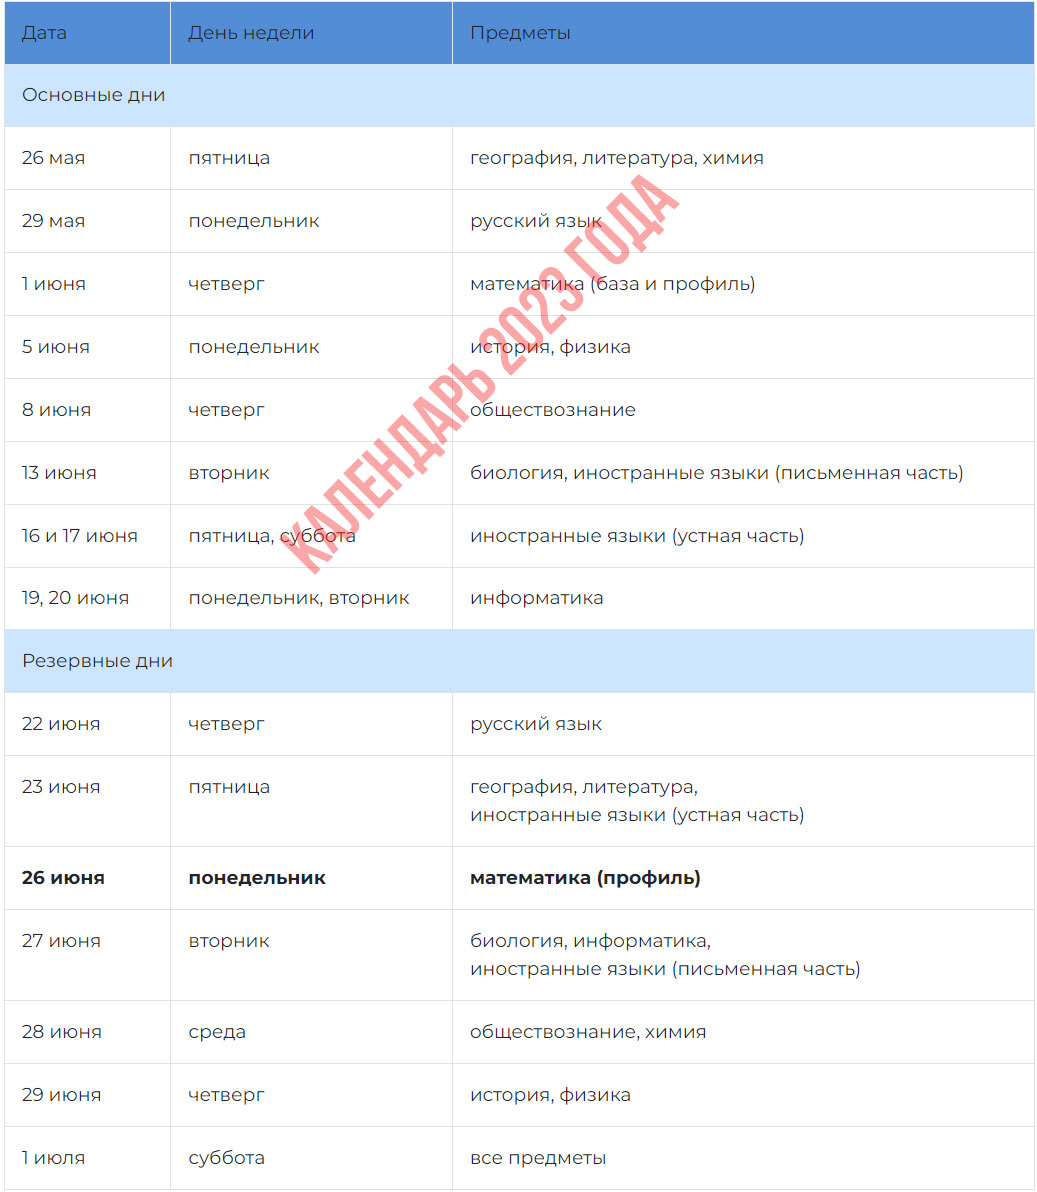 Дата День недели Предметы
Основные дни
26 мая пятница география, литература, химия
29 мая понедельник русский язык
1 июня четверг математика (база и профиль)
5 июня понедельник история, физика
8 июня четверг обществознание
13 июня вторник биология, иностранные языки (письменная часть)
16 и 17 июня пятница, суббота иностранные языки (устная часть)
19, 20 июня понедельник, вторник информатика
Резервные дни
22 июня четверг русский язык
23 июня пятница география, литература,
иностранные языки (устная часть)
26 июня понедельник математика (профиль)
27 июня вторник биология, информатика,
иностранные языки (письменная часть)
28 июня среда обществознание, химия
29 июня четверг история, физика
1 июля суббота все предметы
КАЛЕНДАРЬ 2023 ГОДА